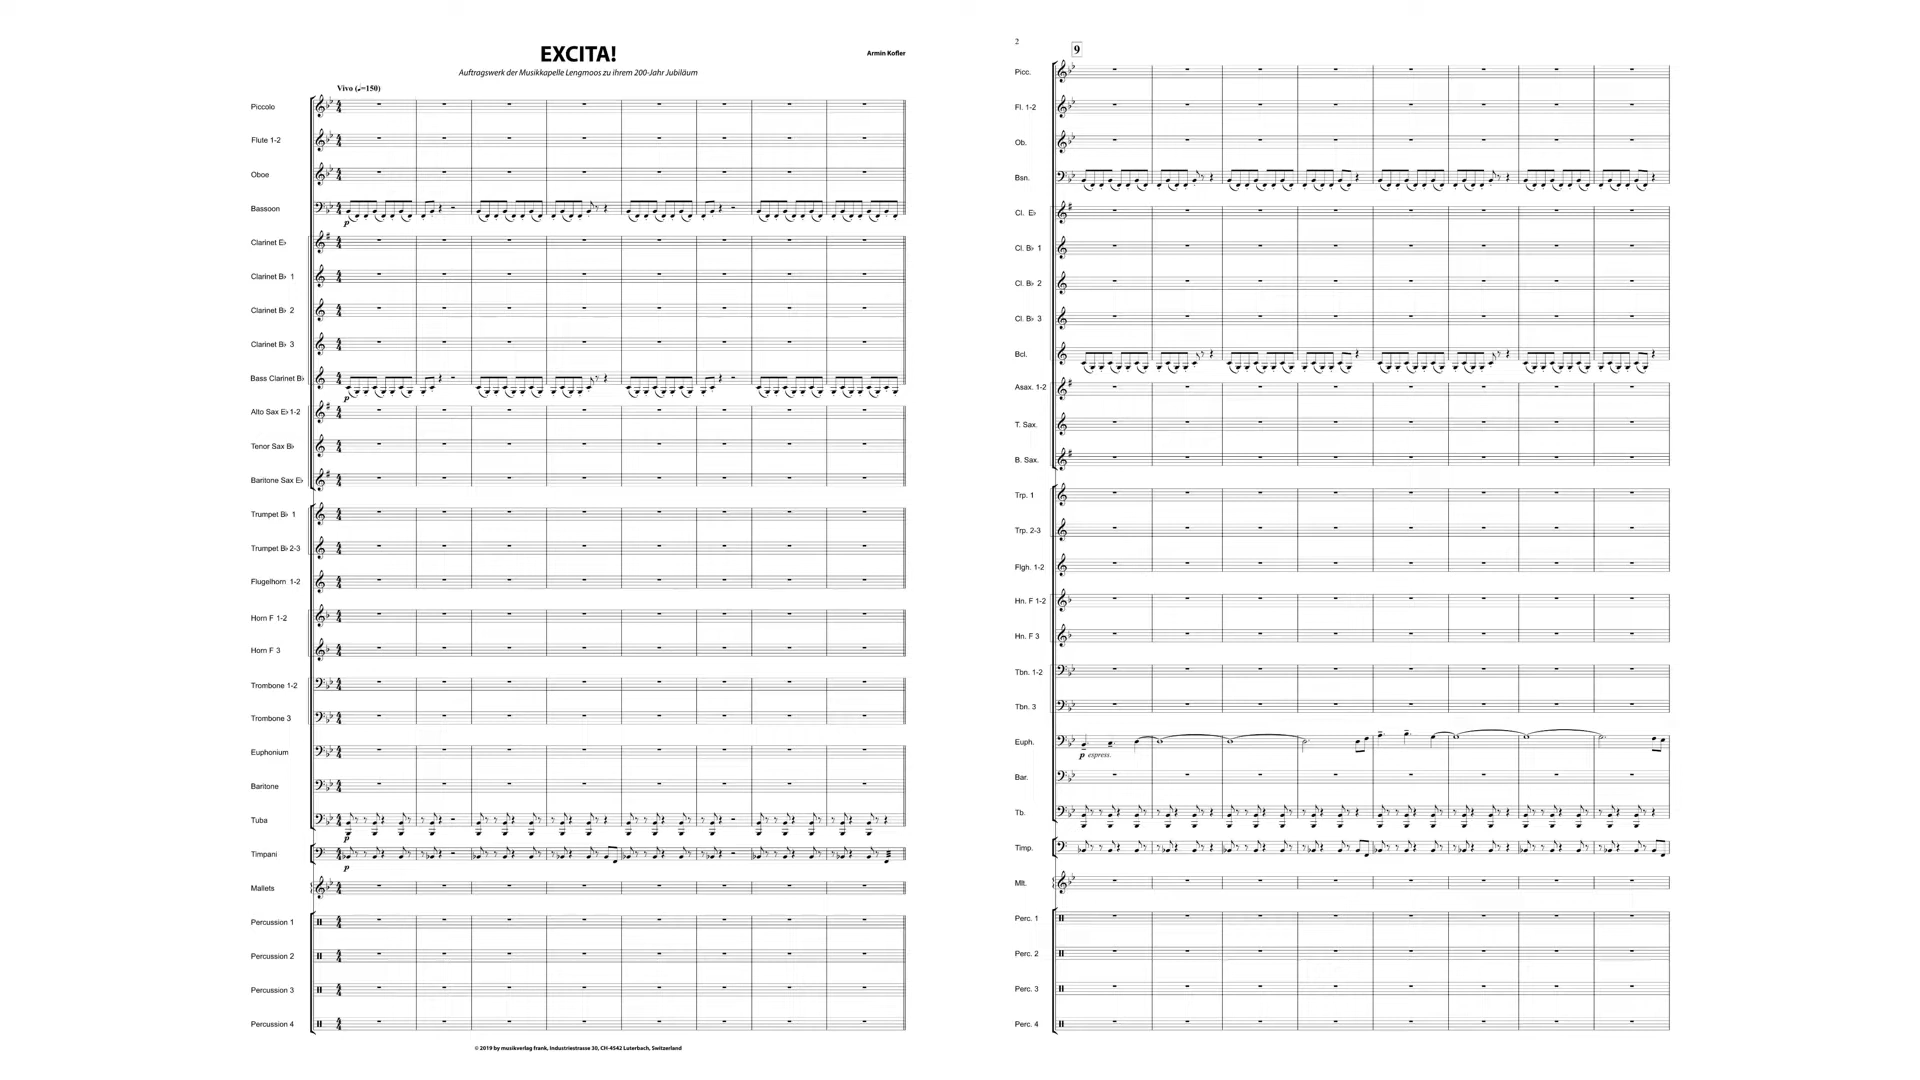 EXCITA!
Armin Kofler
Auftragswerk der Musikkapelle Lengmoos zu ihrem 200-Jahr Jubiläum
Vivo (♩=150)
Piccolo
Flute 1-2
Oboe
Bassoon
p
Clarinet E♭
Clarinet B♭ 1
Clarinet B♭ 2
Clarinet B♭ 3
Bass Clarinet B♭
p
Alto Sax E♭ 1-2
Tenor Sax B♭
Baritone Sax E♭
Trumpet B♭ 1
Trumpet B♭ 2-3
Flugelhorn 1-2
Horn F 1-2
Horn F 3
Trombone 1-2
Trombone 3
Euphonium
Baritone
Tuba
p
Timpani
p
Mallets
Percussion 1
Percussion 2
Percussion 3
Percussion 4
© 2019 by musikverlag frank, Industriestrasse 30, CH-4542 Luterbach, Switzerland
2
9
Picc.
Fl. 1-2
Ob.
Bsn.
Cl. E♭
Cl. B♭ 1
Cl. B♭ 2
Cl. B♭ 3
Bcl.
Asax. 1-2
T. Sax.
B. Sax.
Trp. 1
Trp. 2-3
Flgh. 1-2
Hn. F 1-2
Hn. F 3
Tbn. 1-2
Tbn. 3
Euph.
p espress.
Bar.
Tb.
Timp.
Mlt.
Perc. 1
Perc. 2
Perc. 3
Perc. 4